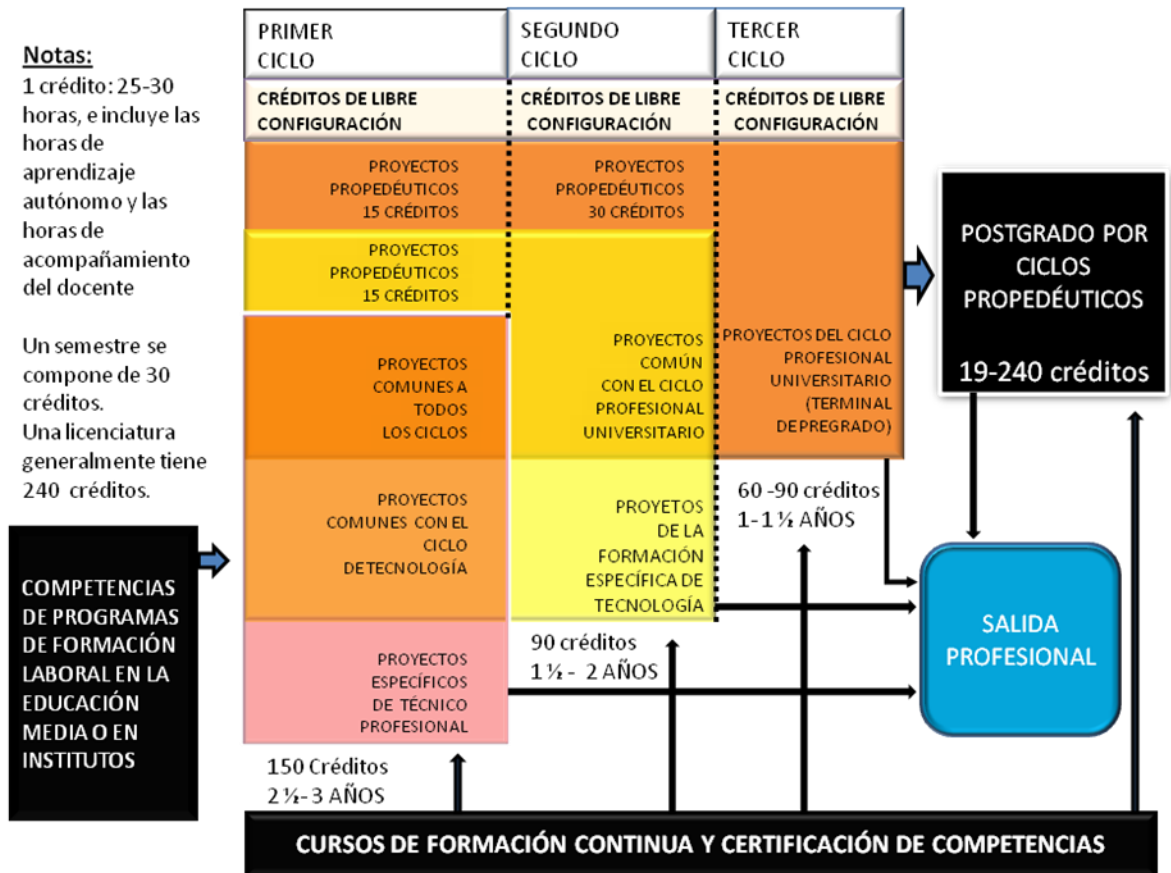 Notas:
1 crédito: 25-30
horas, e incluye las
horas de
aprendizaje
autónomo y las
horas de
acompañamiento
del docente
Un semestre se
compone de 30
créditos.
Una licenciatura
generalmente tiene
240 créditos.
COMPETENCIAS
DE PROGRAMAS
DE FORMACIÓN
LABORAL EN LA
EDUCACIÓN
MEDIA O EN
INSTITUTOS
PRIMER
CICLO
CRÉDITOS DE LIBRE
CONFIGURACIÓN
PROYECTOS
PROPEDÉUTICOS
15 CRÉDITOS
PROYECTOS
PROPEDÉUTICOS
15 CRÉDITOS
PROYECTOS
COMUNES A
TODOS
LOS CICLOS
PROYECTOS
COMUNES CON EL
CICLO
DETECNOLOGÍA
PROYECTOS
ESPECÍFICOS
DE TÉCNICO
PROFESIONAL
150 Créditos
2 ½- 3 AÑOS
SEGUNDO
CICLO
CRÉDITOS DE LIBRE
CONFIGURACIÓN
PROYECTOS
PROPEDÉUTICOS
30 CRÉDITOS
PROYECTOS
COMÚN
CON EL CICLO
PROFESIONAL
UNIVERSITARIO
PROYETOS
DE LA
FORMACIÓN
ESPECÍFICA DE
TECNOLOGÍA
90 créditos
1 ½ - 2 AÑOS
TERCER
CICLO
CRÉDITOS DE LIBRE
CONFIGURACIÓN
PROYECTOS DEL CICLO
PROFESIONAL
UNIVERSITARIO
(TERMINAL
DE PREGRADO)
60 -90 créditos
1-1 ½ AÑOS
POSTGRADO POR
CICLOS
PROPEDÉUTICOS
19-240 créditos
SALIDA
PROFESIONAL
CURSOS DE FORMACIÓN CONTINUA Y CERTIFICACIÓN DE COMPETENCIAS